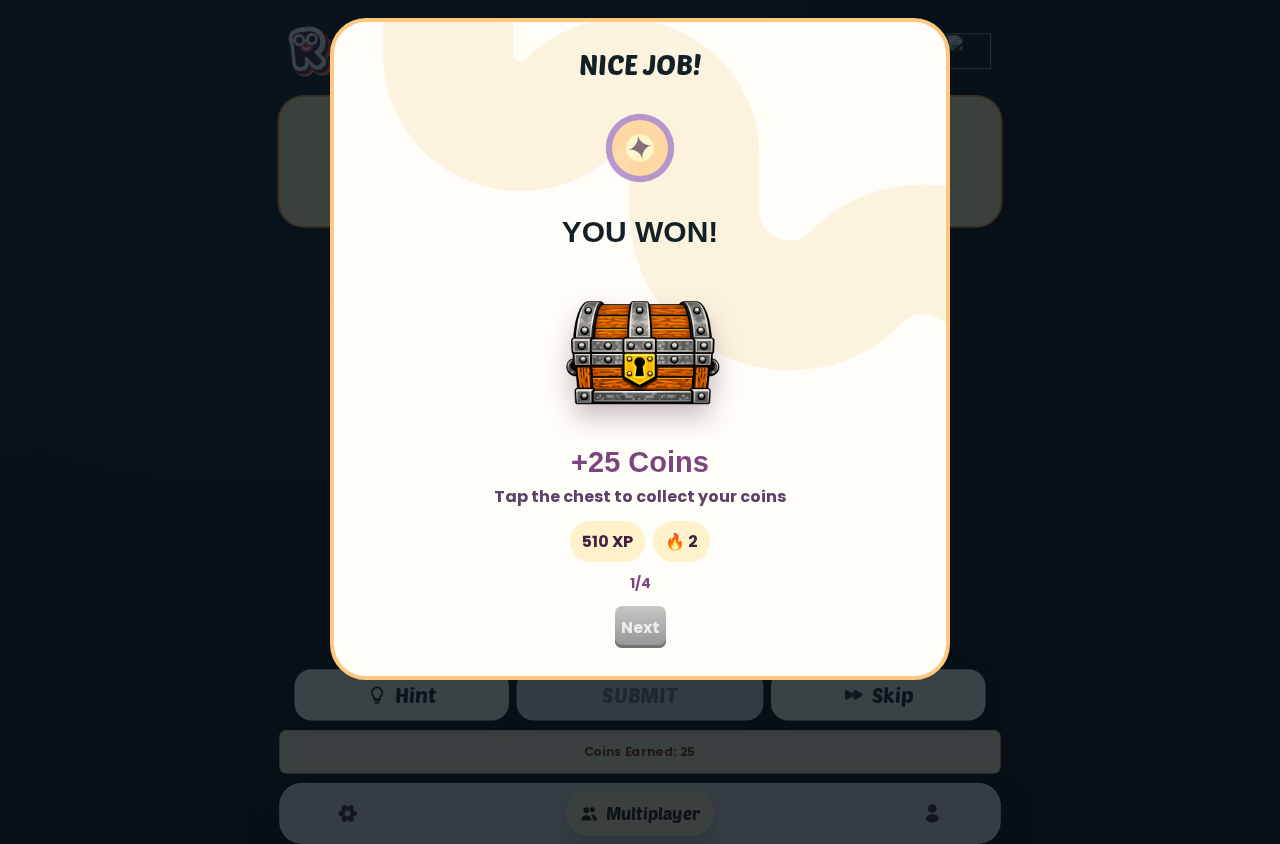 R
NICE JOB!
YOU WON!
+25 Coins
Tap the chest to collect your coins
510 XP
🔥 2
1/4
Next
Hint
SUBMIT
Skip
Coins Earned: 25
Multiplayer